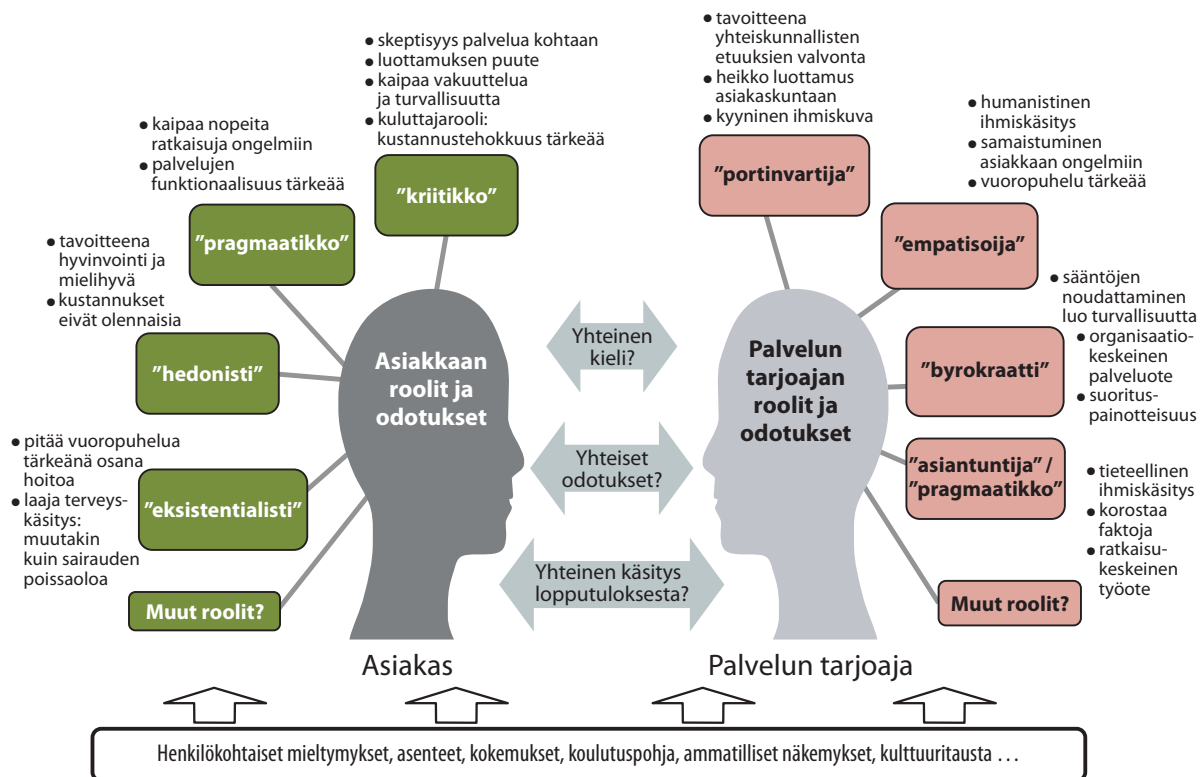 • skeptisyys palvelua kohtaan
• luottamuksen puute
• kaipaa vakuuttelua
ja turvallisuutta
• kuluttajarooli:
kustannustehokkuus tärkeää
"kriitikko"
• kaipaa nopeita
ratkaisuja ongelmiin
• palvelujen
funktionaalisuus tärkeää
"pragmaatikko"
• tavoitteena
hyvinvointi ja
mielihyvä
• kustannukset
eivät olennaisia
"hedonisti"
• pitää vuoropuhelua
tärkeänä osana
hoitoa
• laaja terveys-
käsitys:
muutakin
kuin sairauden
poissaoloa
"eksistentialisti"
Muut roolit?
Asiakkaan
roolit ja
odotukset
Asiakas
Yhteinen
kieli?
Yhteiset
odotukset?
Yhteinen käsitys
lopputuloksesta?
• tavoitteena
yhteiskunnallisten
etuuksien valvonta
• heikko luottamus
asiakaskuntaan
• kyyninen ihmiskuva
"portinvartija"
• humanistinen
ihmiskäsitys
• samaistuminen
asiakkaan ongelmiin
• vuoropuhelu tärkeää
"empatisoija"
• sääntöjen
noudattaminen
luo turvallisuutta
• organisaatio-
keskeinen
palveluote
• suoritus-
painotteisuus
"byrokraatti"
"asiantuntija" /
"pragmaatikko"
• tieteellinen
ihmiskäsitys
• korostaa
faktoja
• ratkaisu-
keskeinen
työote
Muut roolit?
Palvelun
tarjoajan
roolit ja
odotukset
Palvelun tarjoaja
Henkilökohtaiset mieltymykset, asenteet, kokemukset, koulutuspohja, ammatilliset näkemykset, kulttuuritausta …